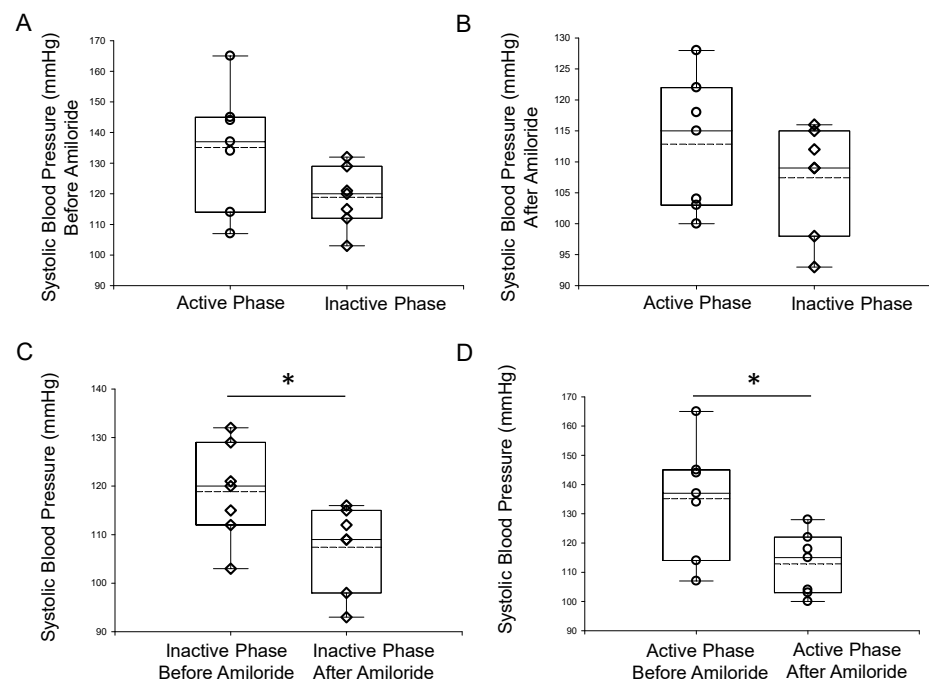 A
Systolic Blood Pressure (mmHg)
Before Amiloride
170
160
150
140
130
120
110
100
90
Active Phase
Inactive Phase
B
Systolic Blood Pressure (mmHg)
After Amiloride
130
125
120
115
110
105
100
95
90
Active Phase
Inactive Phase
C
Systolic Blood Pressure (mmHg)
140
130
120
110
100
90
*
Inactive Phase
Before Amiloride
Inactive Phase
After Amiloride
D
Systolic Blood Pressure (mmHg)
170
160
150
140
130
120
110
100
90
*
Active Phase
Before Amiloride
Active Phase
After Amiloride